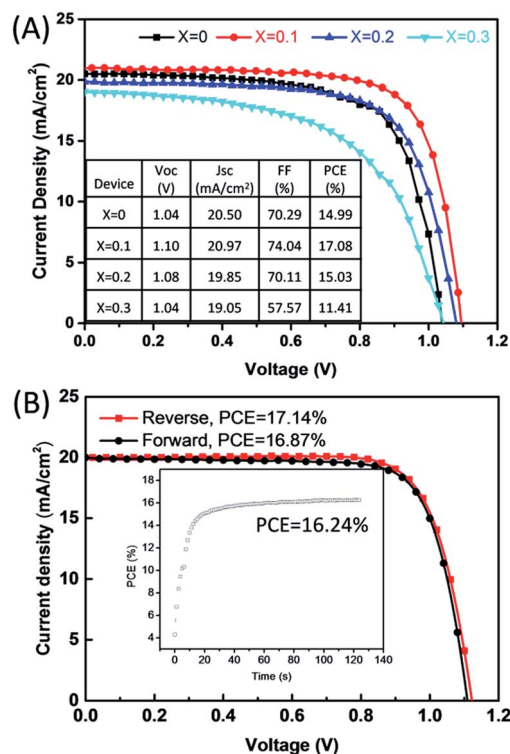 (A)
X=0 X=0.1 X=0.2 X=0.3
Current Density (mA/cm²)
25
20
15
10
5
0
Device Voc (V) Jsc (mA/cm²) FF (%) PCE (%)
X=0 1.04 20.50 70.29 14.99
X=0.1 1.10 20.97 74.04 17.08
X=0.2 1.08 19.85 70.11 15.03
X=0.3 1.04 19.05 57.57 11.41
0.0 0.2 0.4 0.6 0.8 1.0 1.2
Voltage (V)
(B)
Reverse, PCE=17.14%
Forward, PCE=16.87%
Current density (mA/cm²)
25
20
15
10
5
0
PCE=16.24%
PCE (%)
18
16
14
12
10
8
6
4
0 20 40 60 80 100 120 140
Time (s)
0.0 0.2 0.4 0.6 0.8 1.0 1.2
Voltage (V)